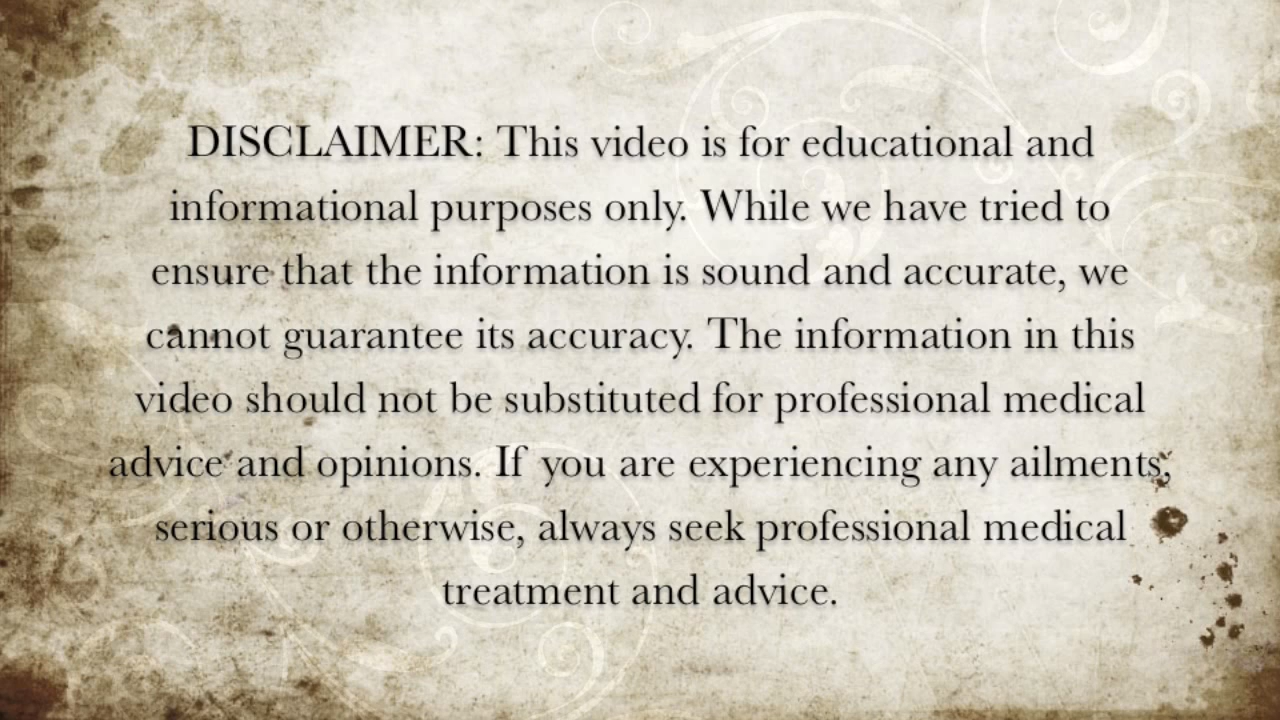 DISCLAIMER: This video is for educational and
informational purposes only. While we have tried to
ensure that the information is sound and accurate, we
cannot guarantee its accuracy. The information in this
video should not be substituted for professional medical
advice and opinions. If you are experiencing any ailments,
serious or otherwise, always seek professional medical
treatment and advice.